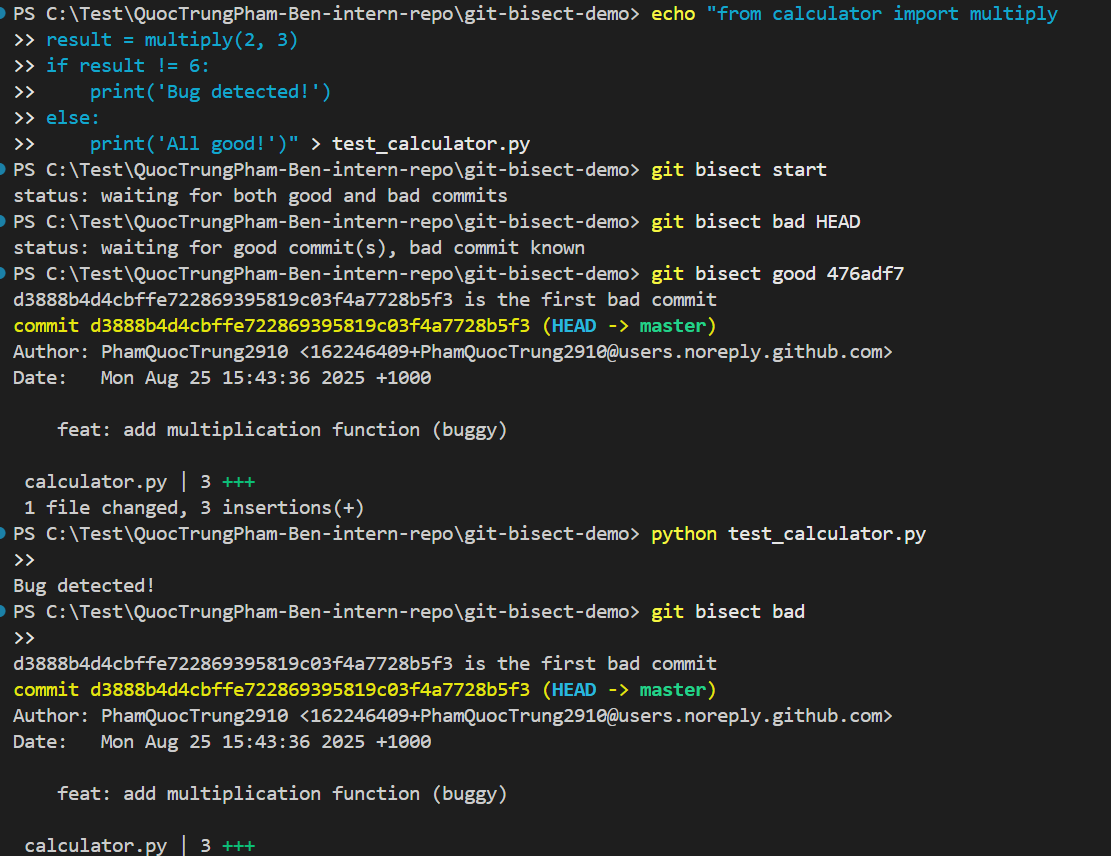 PS C:\Test\QuocTrungPham-Ben-intern-repo\git-bisect-demo> echo "from calculator import multiply
>> result = multiply(2, 3)
>> if result != 6:
>>     print('Bug detected!')
>> else:
>>     print('All good!')" > test_calculator.py
PS C:\Test\QuocTrungPham-Ben-intern-repo\git-bisect-demo> git bisect start
status: waiting for both good and bad commits
PS C:\Test\QuocTrungPham-Ben-intern-repo\git-bisect-demo> git bisect bad HEAD
status: waiting for good commit(s), bad commit known
PS C:\Test\QuocTrungPham-Ben-intern-repo\git-bisect-demo> git bisect good 476adf7
d3888b4d4cbffe722869395819c03f4a7728b5f3 is the first bad commit
commit d3888b4d4cbffe722869395819c03f4a7728b5f3 (HEAD -> master)
Author: PhamQuocTrung2910 <162246409+PhamQuocTrung2910@users.noreply.github.com>
Date:   Mon Aug 25 15:43:36 2025 +1000
    feat: add multiplication function (buggy)
 calculator.py | 3 +++
 1 file changed, 3 insertions(+)
PS C:\Test\QuocTrungPham-Ben-intern-repo\git-bisect-demo> python test_calculator.py
>>
Bug detected!
PS C:\Test\QuocTrungPham-Ben-intern-repo\git-bisect-demo> git bisect bad
>>
d3888b4d4cbffe722869395819c03f4a7728b5f3 is the first bad commit
commit d3888b4d4cbffe722869395819c03f4a7728b5f3 (HEAD -> master)
Author: PhamQuocTrung2910 <162246409+PhamQuocTrung2910@users.noreply.github.com>
Date:   Mon Aug 25 15:43:36 2025 +1000
    feat: add multiplication function (buggy)
 calculator.py | 3 +++